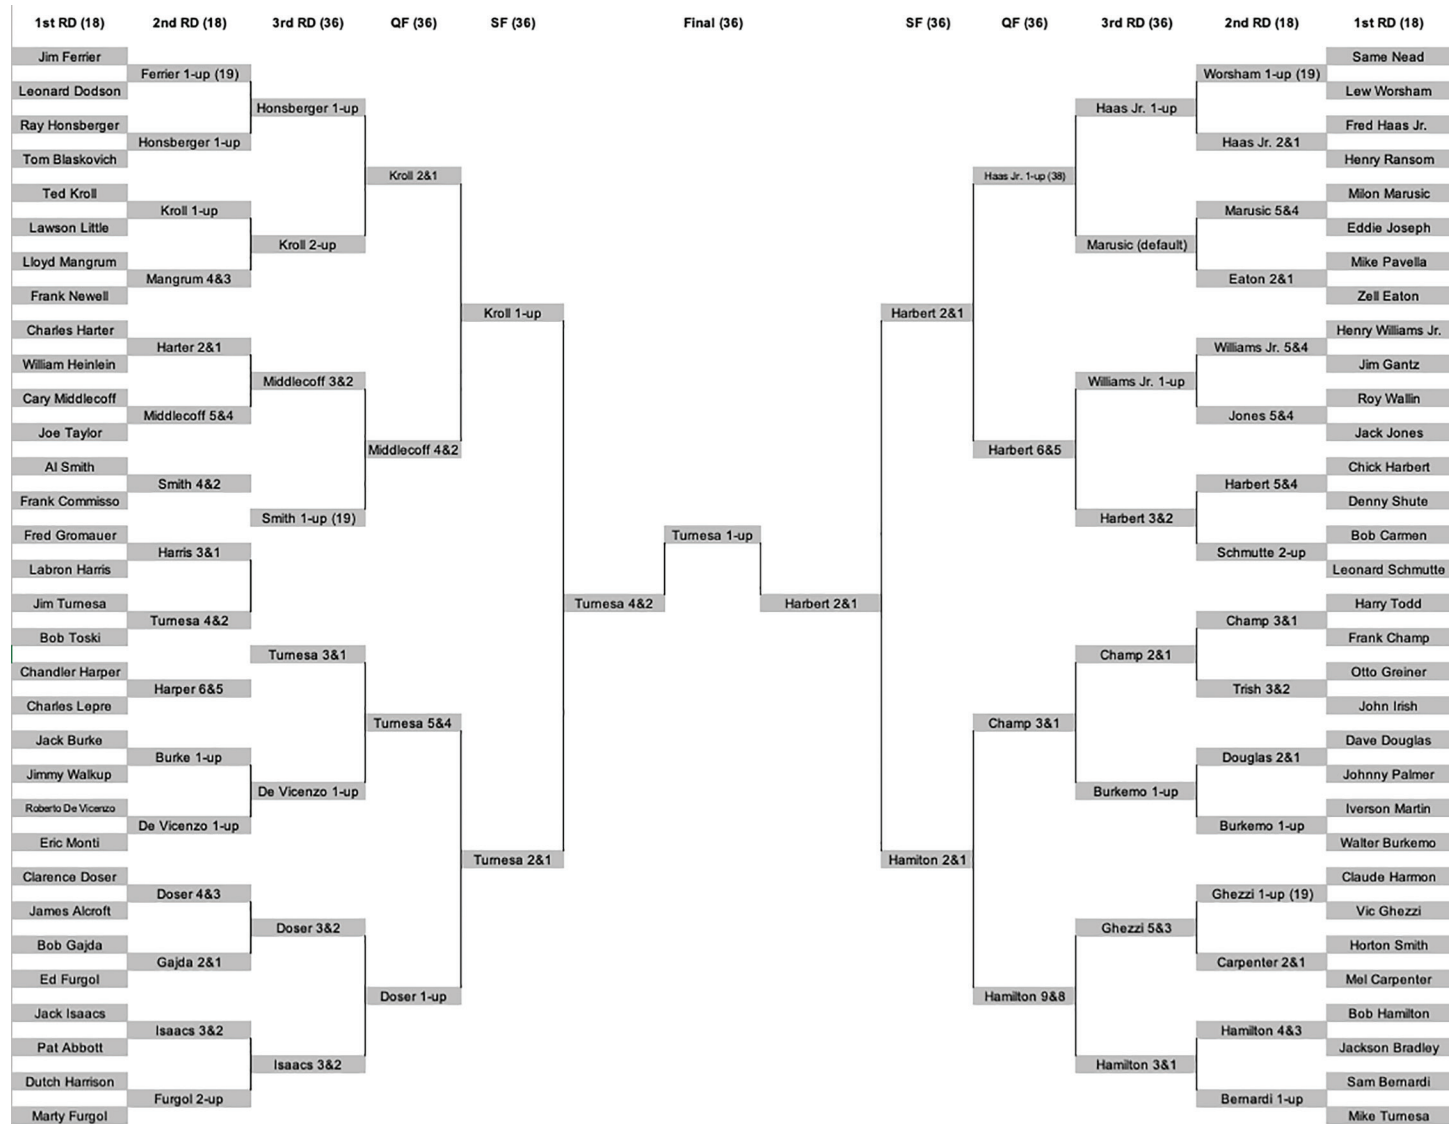 1st RD (18)
2nd RD (18)
3rd RD (36)
QF (36)
SF (36)
Final (36)
SF (36)
QF (36)
3rd RD (36)
2nd RD (18)
1st RD (18)
Jim Ferrier
Leonard Dodson
Ray Honsberger
Tom Blaskovich
Ted Kroll
Lawson Little
Lloyd Mangrum
Frank Newell
Charles Harter
William Heinlein
Cary Middlecoff
Joe Taylor
Al Smith
Frank Commisso
Fred Gromauer
Labron Harris
Jim Turnesa
Bob Toski
Chandler Harper
Charles Lepre
Jack Burke
Jimmy Walkup
Roberto De Vicenzo
Eric Monti
Clarence Doser
James Alcroft
Bob Gajda
Ed Furgol
Jack Isaacs
Pat Abbott
Dutch Harrison
Marty Furgol
Ferrier 1-up (19)
Honsberger 1-up
Kroll 1-up
Mangrum 4&3
Harter 2&1
Middlecoff 5&4
Smith 4&2
Harris 3&1
Turnesa 4&2
Harper 6&5
Burke 1-up
De Vicenzo 1-up
Doser 4&3
Gajda 2&1
Isaacs 3&2
Furgol 2-up
Honsberger 1-up
Kroll 2-up
Middlecoff 3&2
Smith 1-up (19)
Turnesa 3&1
De Vicenzo 1-up
Doser 3&2
Isaacs 3&2
Kroll 2&1
Middlecoff 4&2
Turnesa 5&4
Doser 1-up
Kroll 1-up
Turnesa 2&1
Turnesa 4&2
Turnesa 1-up
Harbert 2&1
Harbert 2&1
Hamiton 2&1
Haas Jr. 1-up (38)
Harbert 6&5
Champ 3&1
Hamilton 9&8
Haas Jr. 1-up
Marusic (default)
Williams Jr. 1-up
Harbert 3&2
Champ 2&1
Burkemo 1-up
Ghezzi 5&3
Hamilton 3&1
Worsham 1-up (19)
Haas Jr. 2&1
Marusic 5&4
Eaton 2&1
Williams Jr. 5&4
Jones 5&4
Harbert 5&4
Schmutte 2-up
Champ 3&1
Trish 3&2
Douglas 2&1
Burkemo 1-up
Ghezzi 1-up (19)
Carpenter 2&1
Hamilton 4&3
Bernardi 1-up
Same Nead
Lew Worsham
Fred Haas Jr.
Henry Ransom
Milon Marusic
Eddie Joseph
Mike Pavella
Zell Eaton
Henry Williams Jr.
Jim Gantz
Roy Wallin
Jack Jones
Chick Harbert
Denny Shute
Bob Carmen
Leonard Schmutte
Harry Todd
Frank Champ
Otto Greiner
John Irish
Dave Douglas
Johnny Palmer
Iverson Martin
Walter Burkemo
Claude Harmon
Vic Ghezzi
Horton Smith
Mel Carpenter
Bob Hamilton
Jackson Bradley
Sam Bernardi
Mike Turnesa